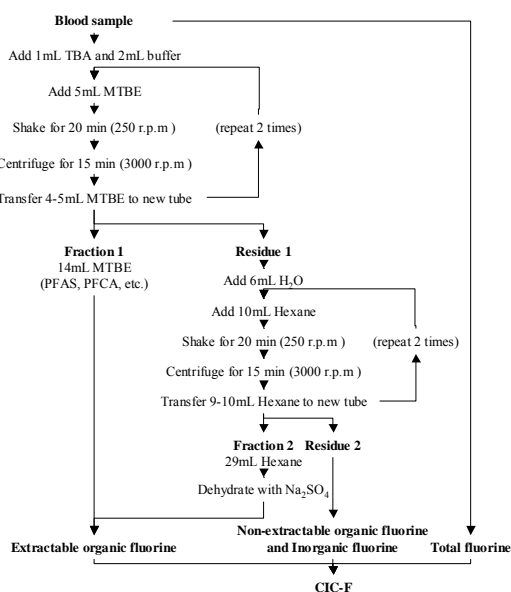 Blood sample
Add 1mL TBA and 2mL buffer
Add 5mL MTBE
Shake for 20 min (250 r.p.m )
(repeat 2 times)
Centrifuge for 15 min (3000 r.p.m )
Transfer 4-5mL MTBE to new tube
Fraction 1
14mL MTBE
(PFAS, PFCA, etc.)
Residue 1
Add 6mL H₂O
Add 10mL Hexane
Shake for 20 min (250 r.p.m )
(repeat 2 times)
Centrifuge for 15 min (3000 r.p.m )
Transfer 9-10mL Hexane to new tube
Fraction 2
Residue 2
29mL Hexane
Dehydrate with Na₂SO₄
Extractable organic fluorine
Non-extractable organic fluorine
and Inorganic fluorine
Total fluorine
CIC-F